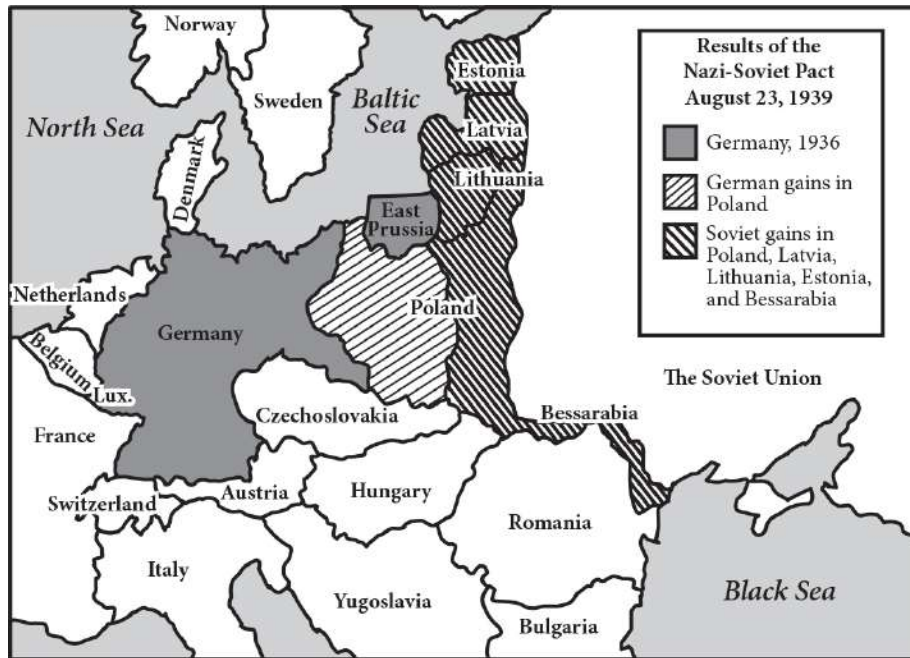 Norway
Sweden
North Sea
Baltic
Sea
Denmark
Estonia
Latvia
Lithuania
East
Prussia
Netherlands
Germany
Poland
Belgium
Lux.
France
Czechoslovakia
Bessarabia
The Soviet Union
Switzerland
Austria
Hungary
Romania
Italy
Yugoslavia
Bulgaria
Black Sea
Results of the
Nazi-Soviet Pact
August 23, 1939
Germany, 1936
German gains in
Poland
Soviet gains in
Poland, Latvia,
Lithuania, Estonia,
and Bessarabia